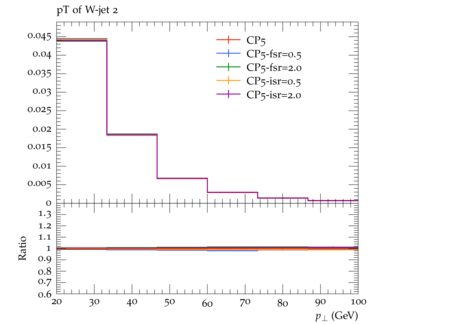 pT of W-jet 2
0.045
0.04
0.035
0.03
0.025
0.02
0.015
0.01
0.005
0
CP5
CP5-fsr=0.5
CP5-fsr=2.0
CP5-isr=0.5
CP5-isr=2.0
Ratio
1.3
1.2
1.1
1
0.9
0.8
0.7
0.6
20 30 40 50 60 70 80 90 100
p⊥ (GeV)